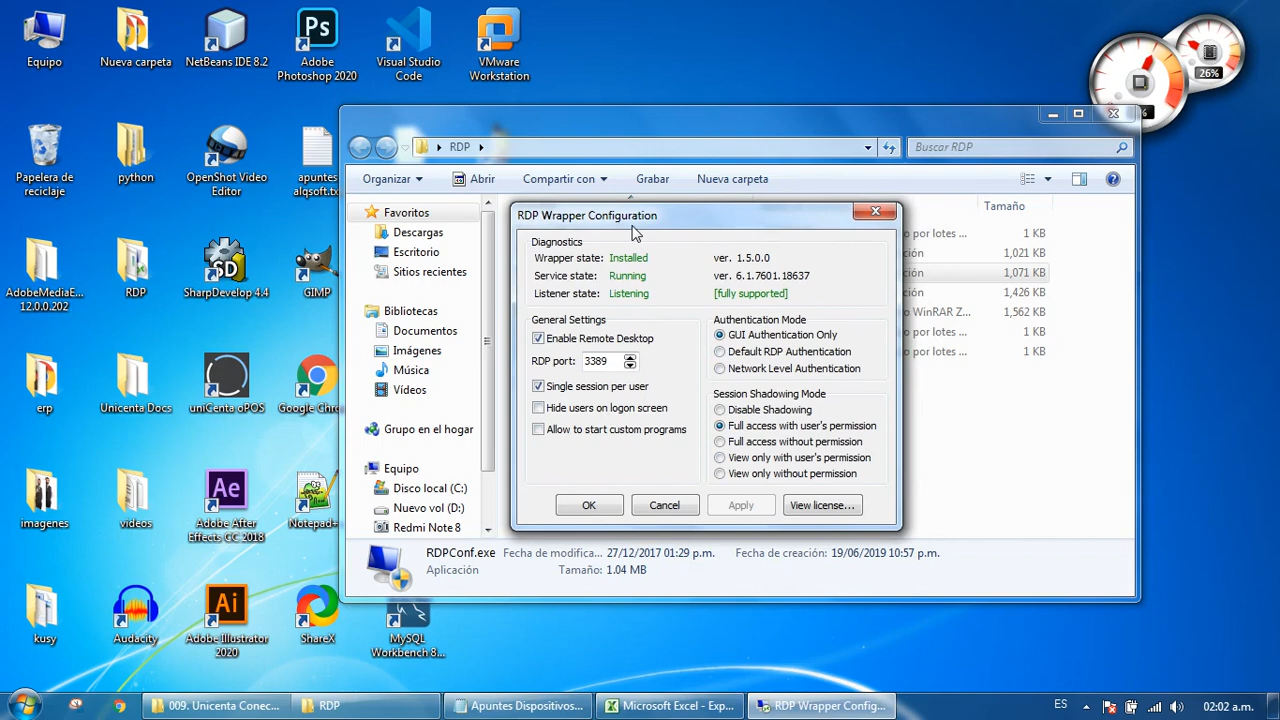 Equipo
Nueva carpeta
NetBeans IDE 8.2
Adobe
Photoshop 2020
Visual Studio
Code
VMware
Workstation
26%
Papelera de
reciclaje
python
OpenShot Video
Editor
apuntes
alqsoft.txt
AdobeMediaE...
12.0.0.202
RDP
SharpDevelop 4.4
GIMP
erp
Unicenta Docs
uniCenta oPOS
Google Chro
imagenes
videos
Adobe After
Effects CC 2018
Notepad+
kusy
Audacity
Adobe Illustrator
2020
ShareX
MySQL
Workbench 8...
RDP
Buscar RDP
Organizar
Abrir
Compartir con
Grabar
Nueva carpeta
Favoritos
Descargas
Escritorio
Sitios recientes
Bibliotecas
Documentos
Imágenes
Música
Vídeos
Grupo en el hogar
Equipo
Disco local (C:)
Nuevo vol (D:)
Redmi Note 8
Tamaño
o por lotes ... 1 KB
ción 1,021 KB
ción 1,071 KB
ción 1,426 KB
o WinRAR Z... 1,562 KB
o por lotes ... 1 KB
o por lotes ... 1 KB
RDP Wrapper Configuration
Diagnostics
Wrapper state: Installed ver. 1.5.0.0
Service state: Running ver. 6.1.7601.18637
Listener state: Listening [fully supported]
General Settings
Enable Remote Desktop
RDP port: 3389
Single session per user
Hide users on logon screen
Allow to start custom programs
Authentication Mode
GUI Authentication Only
Default RDP Authentication
Network Level Authentication
Session Shadowing Mode
Disable Shadowing
Full access with user's permission
Full access without permission
View only with user's permission
View only without permission
OK
Cancel
Apply
View license...
RDPConf.exe Fecha de modifica... 27/12/2017 01:29 p.m. Fecha de creación: 19/06/2019 10:57 p.m.
Aplicación Tamaño: 1.04 MB
009. Unicenta Conec...
RDP
Apuntes Dispositivos...
Microsoft Excel - Exp...
RDP Wrapper Config...
ES
02:02 a.m.